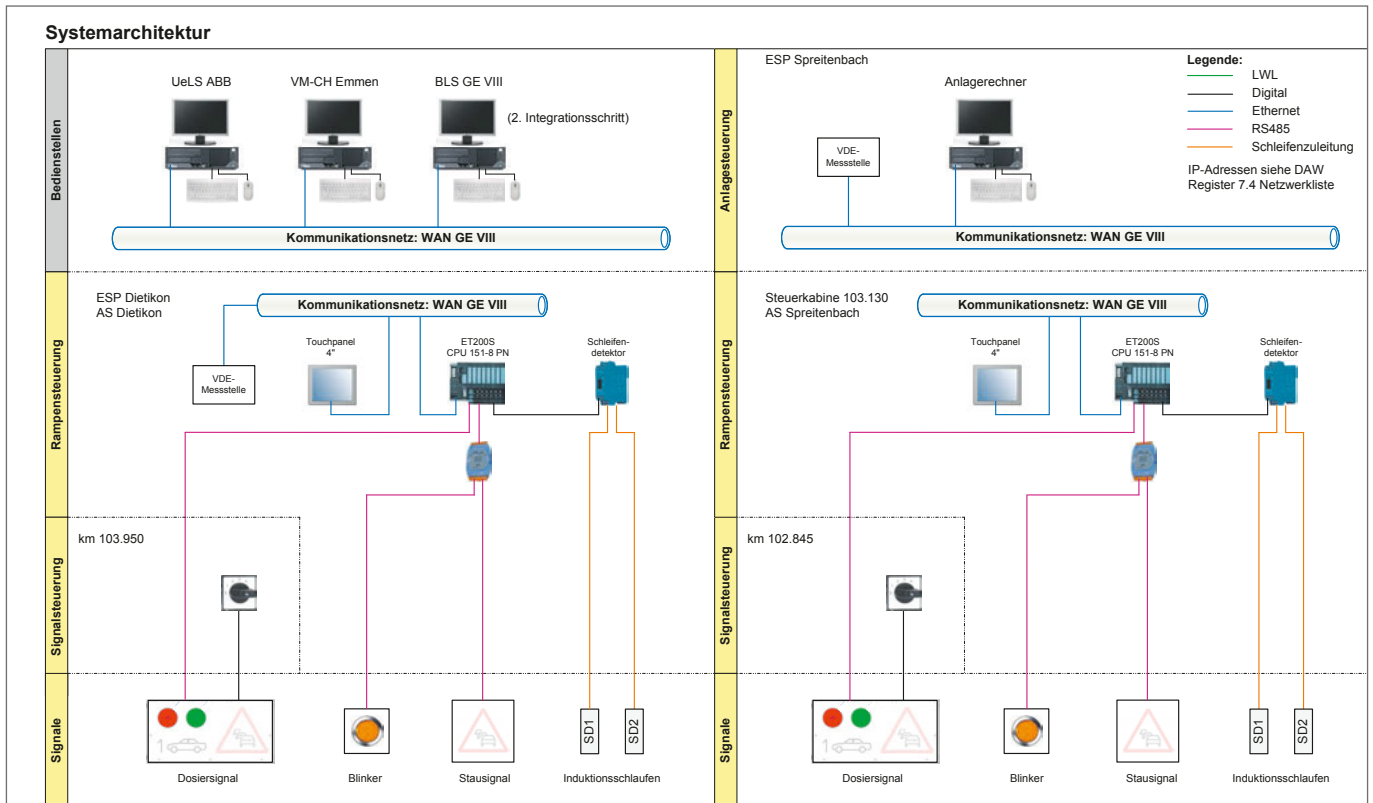 Systemarchitektur
Bedienstellen
UeLS ABB
VM-CH Emmen
BLS GE VIII
(2. Integrationsschritt)
Kommunikationsnetz: WAN GE VIII
Anlagesteuerung
ESP Spreitenbach
Anlagerechner
VDE-
Messstelle
Kommunikationsnetz: WAN GE VIII
Legende:
LWL
Digital
Ethernet
RS485
Schleifenzuleitung
IP-Adressen siehe DAW
Register 7.4 Netzwerkliste
Rampensteuerung
ESP Dietikon
AS Dietikon
Kommunikationsnetz: WAN GE VIII
VDE-
Messstelle
Touchpanel
4"
ET200S
CPU 151-8 PN
Schleifen-
detektor
Rampensteuerung
Steuerkabine 103.130
AS Spreitenbach
Kommunikationsnetz: WAN GE VIII
Touchpanel
4"
ET200S
CPU 151-8 PN
Schleifen-
detektor
Signalsteuerung
km 103.950
Signalsteuerung
km 102.845
Signale
1
SD1
SD2
Dosiersignal
Blinker
Stausignal
Induktionsschlaufen
Signale
1
SD1
SD2
Dosiersignal
Blinker
Stausignal
Induktionsschlaufen